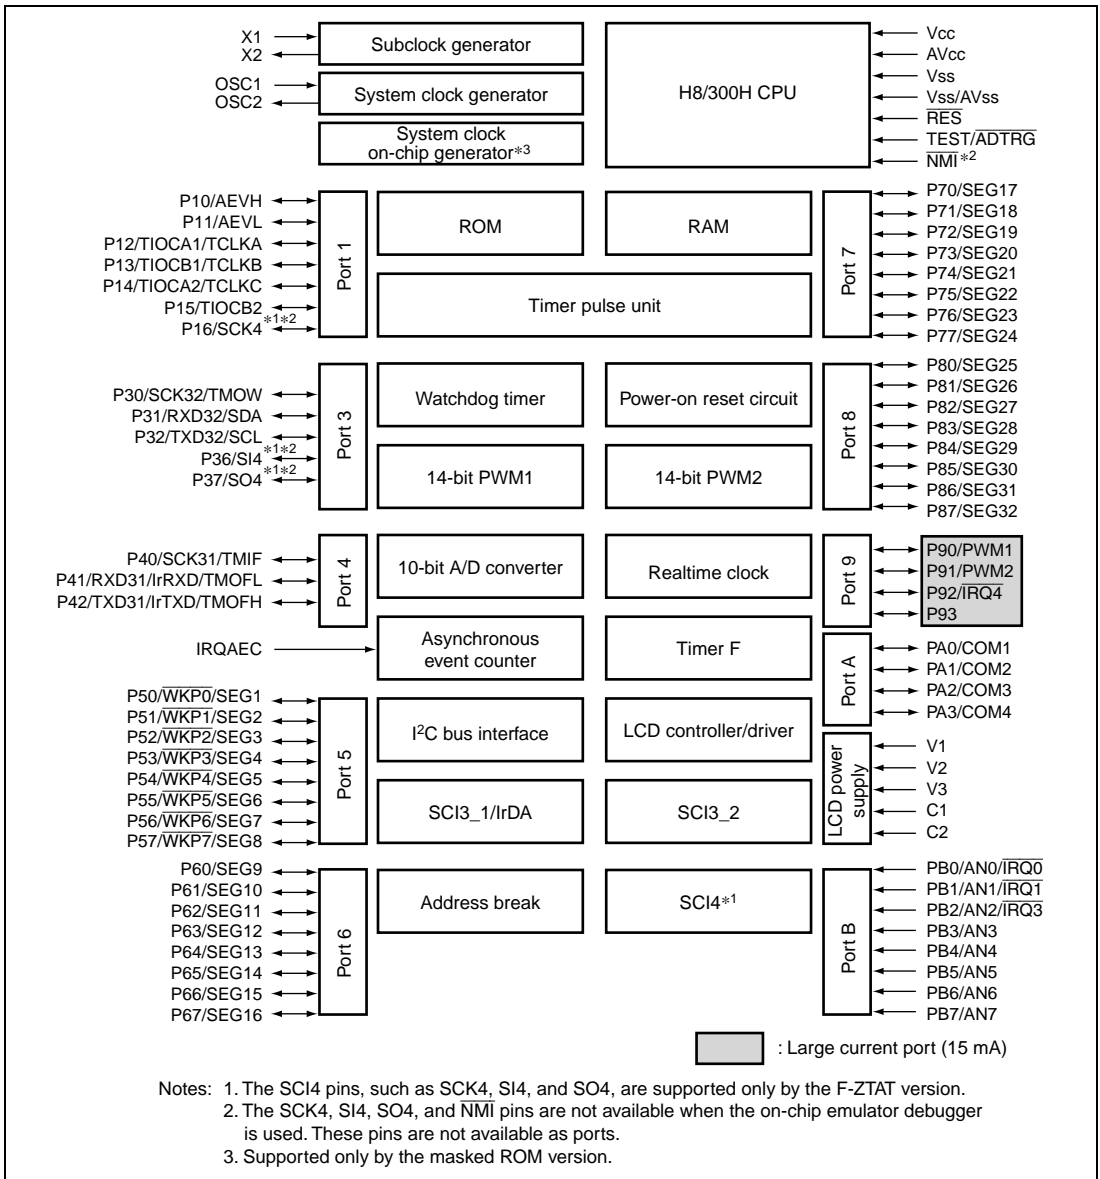 X1
X2
Subclock generator
OSC1
OSC2
System clock generator
System clock
on-chip generator*3
H8/300H CPU
Vcc
AVcc
Vss
Vss/AVss
RES
TEST/ADTRG
NMI*2
P10/AEVH
P11/AEVL
P12/TIOCA1/TCLKA
P13/TIOCB1/TCLKB
P14/TIOCA2/TCLKC
P15/TIOCB2
P16/SCK4*1*2
Port 1
ROM
RAM
Timer pulse unit
Port 7
P70/SEG17
P71/SEG18
P72/SEG19
P73/SEG20
P74/SEG21
P75/SEG22
P76/SEG23
P77/SEG24
P30/SCK32/TMOW
P31/RXD32/SDA
P32/TXD32/SCL
P36/SI4*1*2
P37/SO4*1*2
Port 3
Watchdog timer
Power-on reset circuit
14-bit PWM1
14-bit PWM2
Port 8
P80/SEG25
P81/SEG26
P82/SEG27
P83/SEG28
P84/SEG29
P85/SEG30
P86/SEG31
P87/SEG32
P40/SCK31/TMIF
P41/RXD31/IrRXD/TMOFL
P42/TXD31/IrTXD/TMOFH
Port 4
10-bit A/D converter
Realtime clock
Port 9
P90/PWM1
P91/PWM2
P92/IRQ4
P93
IRQAEC
Asynchronous
event counter
Timer F
Port A
PA0/COM1
PA1/COM2
PA2/COM3
PA3/COM4
P50/WKP0/SEG1
P51/WKP1/SEG2
P52/WKP2/SEG3
P53/WKP3/SEG4
P54/WKP4/SEG5
P55/WKP5/SEG6
P56/WKP6/SEG7
P57/WKP7/SEG8
Port 5
I2C bus interface
LCD controller/driver
SCI3_1/IrDA
SCI3_2
LCD power
supply
V1
V2
V3
C1
C2
P60/SEG9
P61/SEG10
P62/SEG11
P63/SEG12
P64/SEG13
P65/SEG14
P66/SEG15
P67/SEG16
Port 6
Address break
SCI4*1
Port B
PB0/AN0/IRQ0
PB1/AN1/IRQ1
PB2/AN2/IRQ3
PB3/AN3
PB4/AN4
PB5/AN5
PB6/AN6
PB7/AN7
: Large current port (15 mA)
Notes: 1. The SCI4 pins, such as SCK4, SI4, and SO4, are supported only by the F-ZTAT version.
2. The SCK4, SI4, SO4, and NMI pins are not available when the on-chip emulator debugger
is used. These pins are not available as ports.
3. Supported only by the masked ROM version.